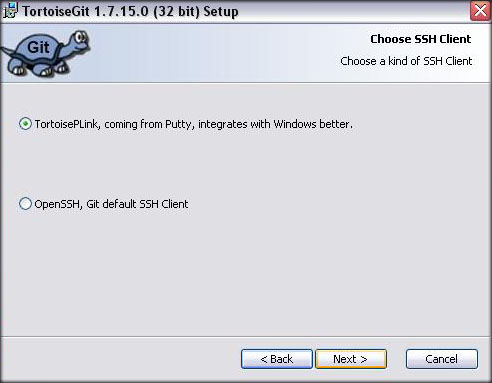 TortoiseGit 1.7.15.0 (32 bit) Setup
Git
Choose SSH Client
Choose a kind of SSH Client
TortoisePLink, coming from Putty, integrates with Windows better.
OpenSSH, Git default SSH Client
< Back
Next >
Cancel